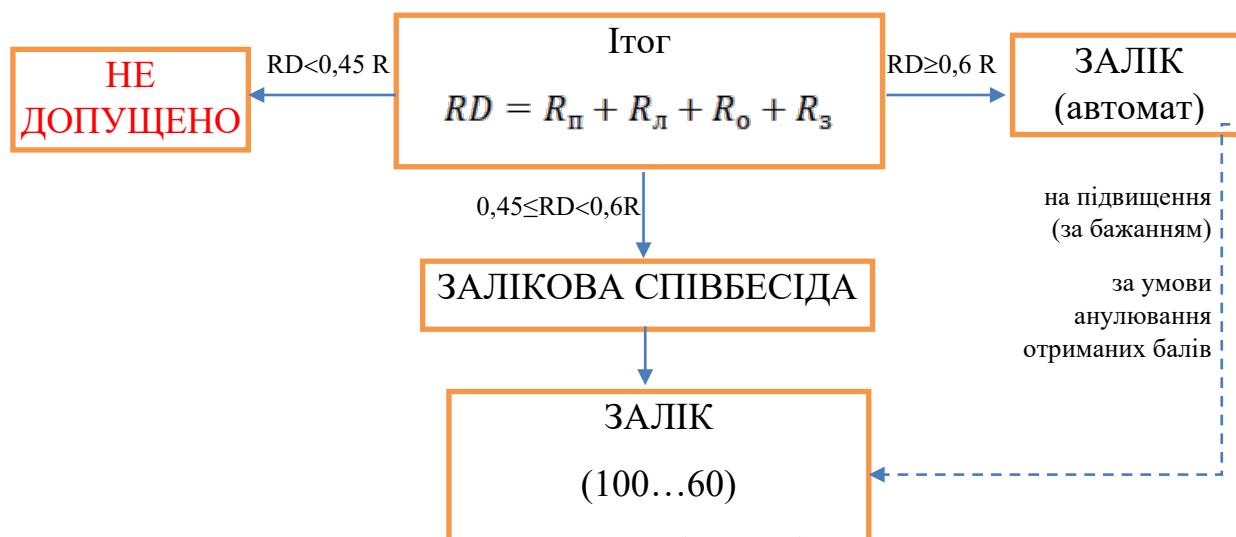 Ітог
RD = Rп + Rл + Rо + Rз
RD<0,45 R
НЕ
ДОПУЩЕНО
RD≥0,6 R
ЗАЛІК
(автомат)
0,45≤RD<0,6R
на підвищення
(за бажанням)
за умови
анулювання
отриманих балів
ЗАЛІКОВА СПІВБЕСІДА
ЗАЛІК
(100…60)